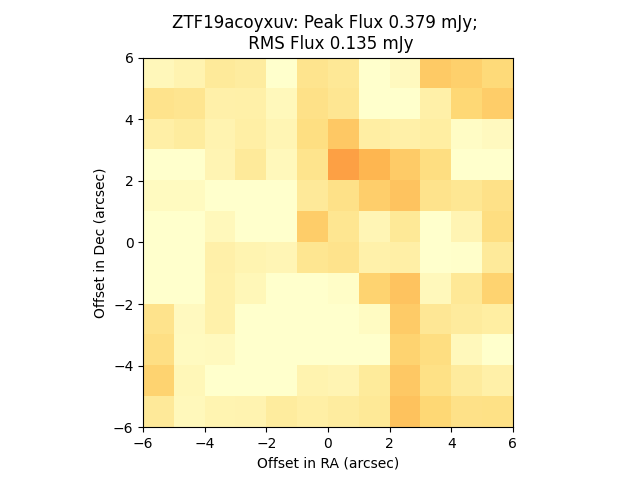 ZTF19acoyxuv: Peak Flux 0.379 mJy;
RMS Flux 0.135 mJy
6
4
2
0
−2
−4
−6
Offset in Dec (arcsec)
−6 −4 −2 0 2 4 6
Offset in RA (arcsec)